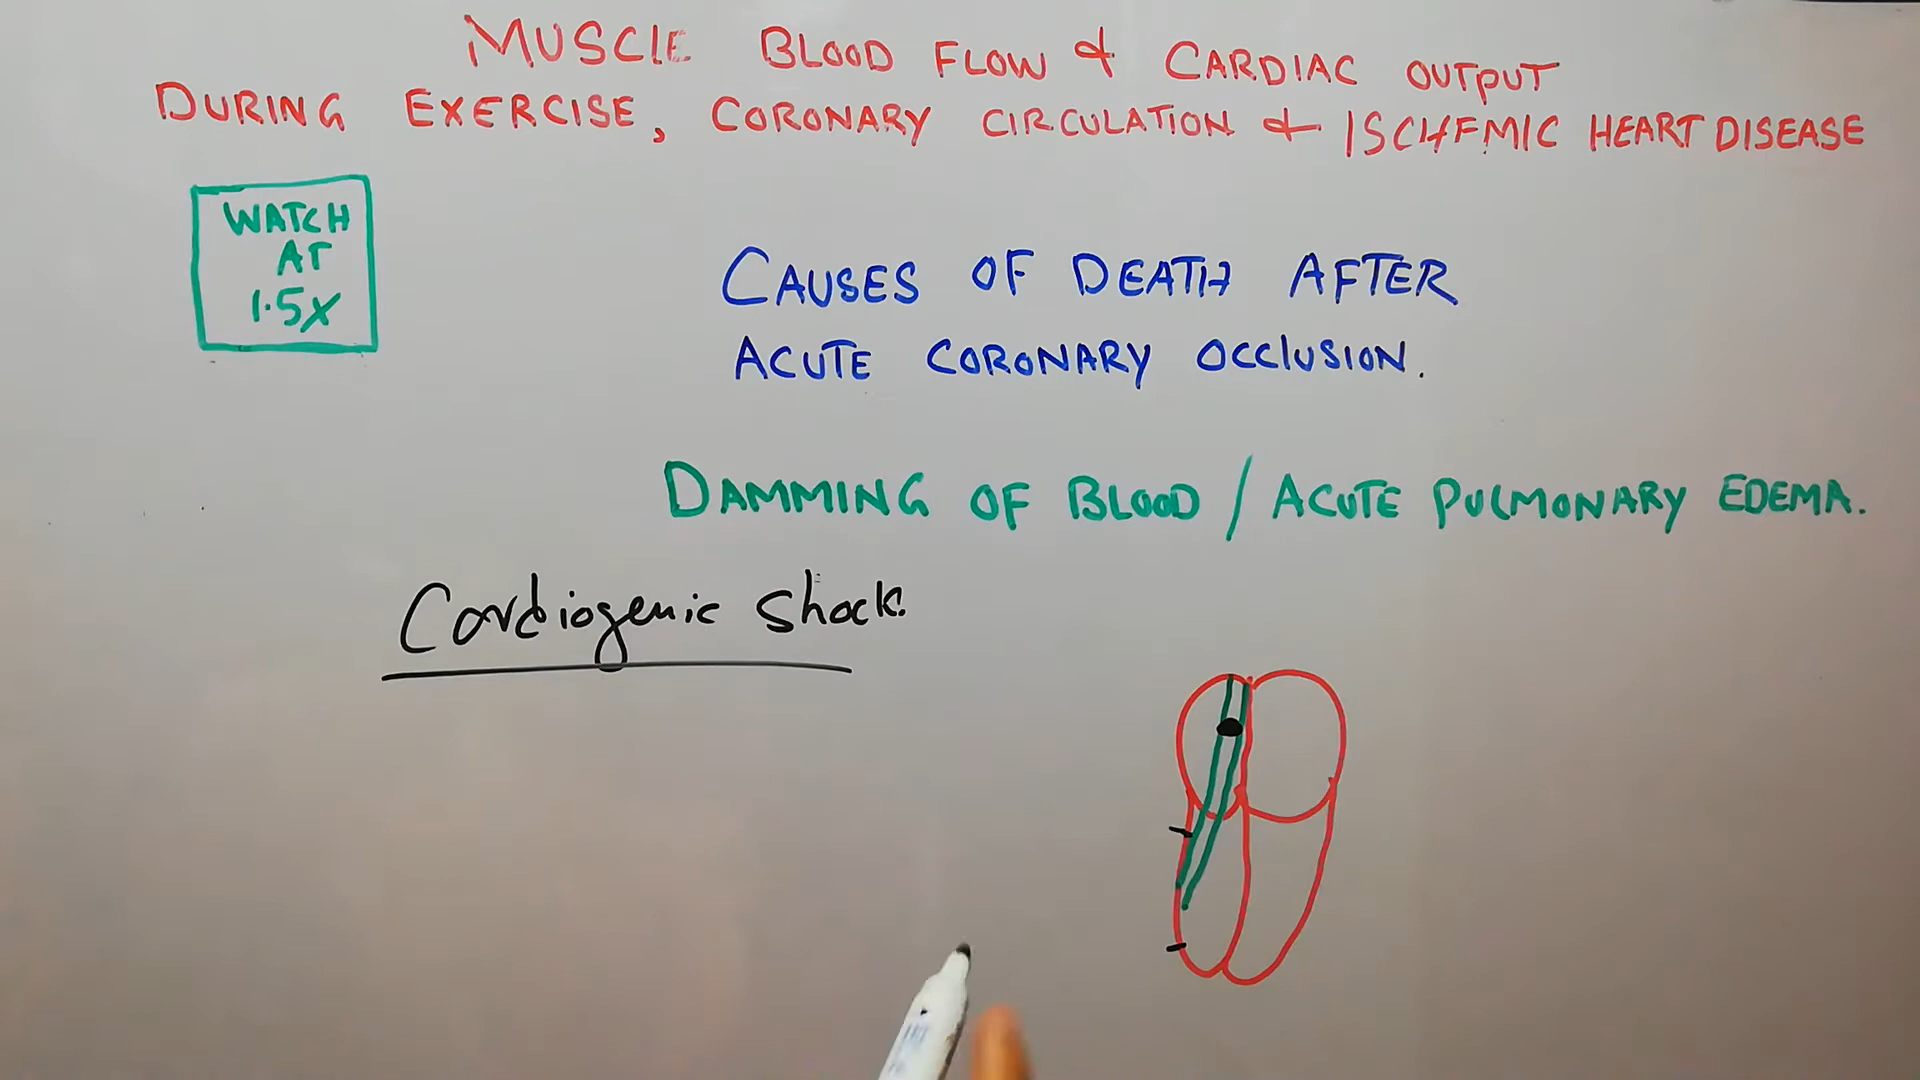 MUSCLE BLOOD FLOW & CARDIAC OUTPUT
DURING EXERCISE, CORONARY CIRCULATION & ISCHEMIC HEART DISEASE
WATCH
AT
1.5X
CAUSES OF DEATH AFTER
ACUTE CORONARY OCCLUSION.
DAMMING OF BLOOD / ACUTE PULMONARY EDEMA.
Cardiogenic shock.